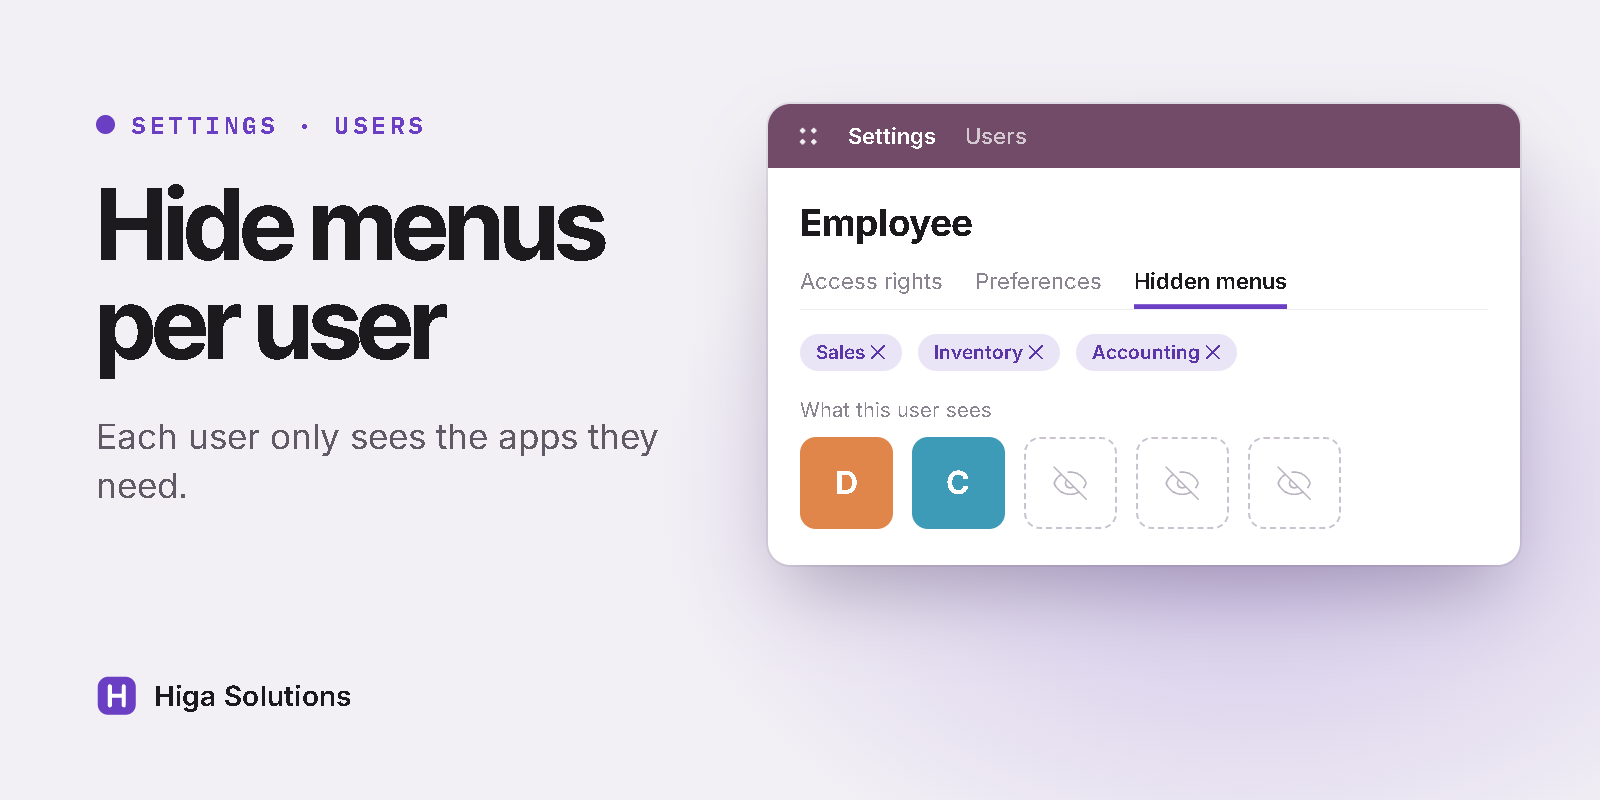 SETTINGS · USERS
Hide menus
per user
Each user only sees the apps they
need.
H Higa Solutions
Settings Users
Employee
Access rights Preferences Hidden menus
Sales Inventory Accounting
What this user sees
D C